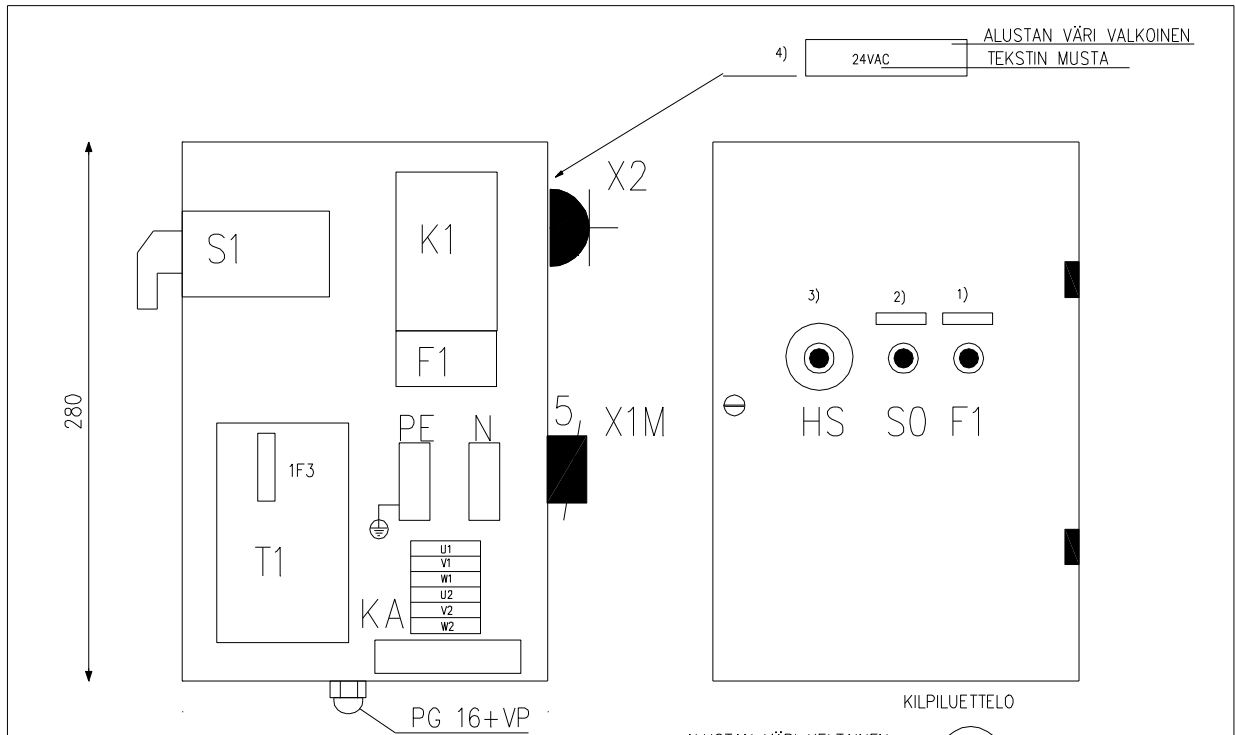 4)
24VAC
ALUSTAN VÄRI VALKOINEN
TEKSTIN MUSTA
X2
S1
K1
F1
280
PE
N
5
X1M
1F3
T1
U1
V1
W1
U2
V2
W2
KA
PG 16+VP
3)
2)
1)
HS
S0
F1
KILPILUETTELO